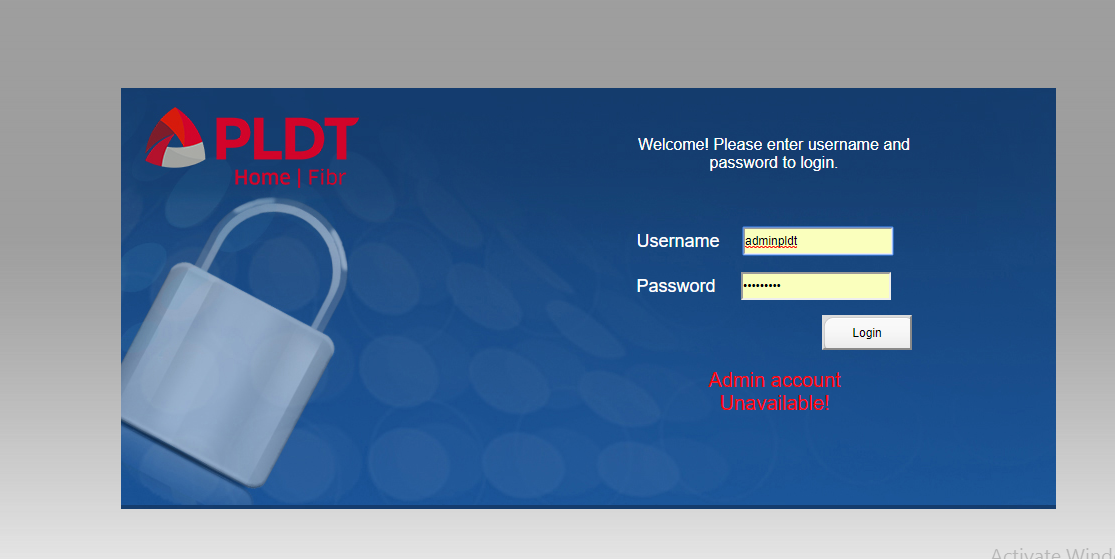 PLDT
Home | Fibr
Welcome! Please enter username and
password to login.
Username adminpldt
Password •••••••••
Login
Admin account
Unavailable!
Activate Wind